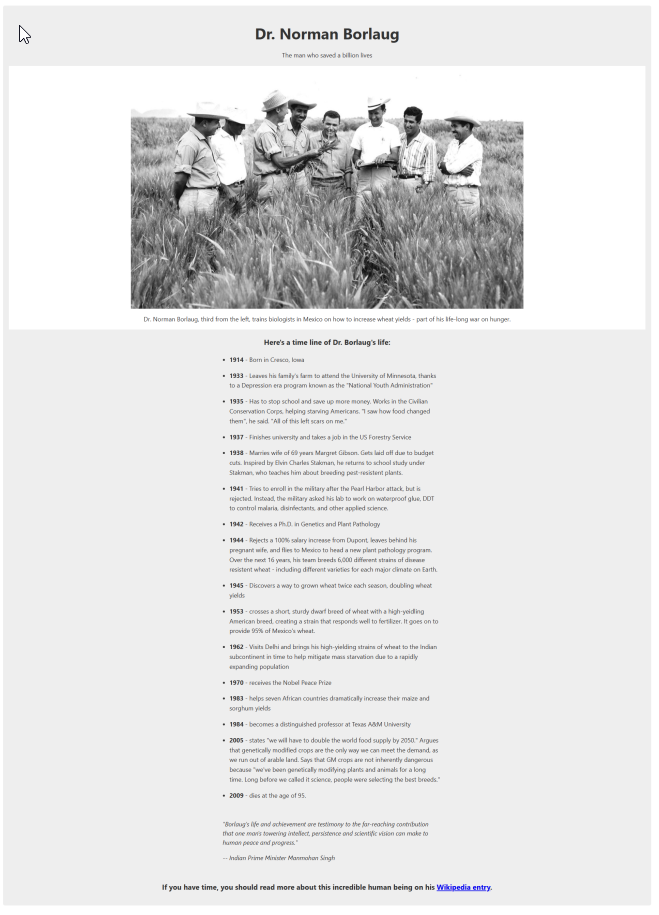 Dr. Norman Borlaug
The man who saved a billion lives
Dr. Norman Borlaug, third from the left, trains biologists in Mexico on how to increase wheat yields - part of his life-long war on hunger.
Here's a time line of Dr. Borlaug's life:
• 1914 - Born in Cresco, Iowa
• 1933 - Leaves his family's farm to attend the University of Minnesota, thanks
to a Depression era program known as the "National Youth Administration"
• 1935 - Has to stop school and save up more money. Works in the Civilian
Conservation Corps, helping starving Americans. "I saw how food changed
them", he said. "All of this left scars on me."
• 1937 - Finishes university and takes a job in the US Forestry Service
• 1938 - Marries wife of 69 years Margret Gibson. Gets laid off due to budget
cuts. Inspired by Elvin Charles Stakman, he returns to school study under
Stakman, who teaches him about breeding pest-resistent plants.
• 1941 - Tries to enroll in the military after the Pearl Harbor attack, but is
rejected. Instead, the military asked his lab to work on waterproof glue, DDT
to control malaria, disinfectants, and other applied science.
• 1942 - Receives a Ph.D. in Genetics and Plant Pathology
• 1944 - Rejects a 100% salary increase from Dupont, leaves behind his
pregnant wife, and flies to Mexico to head a new plant pathology program.
Over the next 16 years, his team breeds 6,000 different strains of disease
resistent wheat - including different varieties for each major climate on Earth.
• 1945 - Discovers a way to grown wheat twice each season, doubling wheat
yields
• 1953 - crosses a short, sturdy dwarf breed of wheat with a high-yeidling
American breed, creating a strain that responds well to fertilizer. It goes on to
provide 95% of Mexico's wheat.
• 1962 - Visits Delhi and brings his high-yielding strains of wheat to the Indian
subcontinent in time to help mitigate mass starvation due to a rapidly
expanding population
• 1970 - receives the Nobel Peace Prize
• 1983 - helps seven African countries dramatically increase their maize and
sorghum yields
• 1984 - becomes a distinguished professor at Texas A&M University
• 2005 - states "we will have to double the world food supply by 2050." Argues
that genetically modified crops are the only way we can meet the demand, as
we run out of arable land. Says that GM crops are not inherently dangerous
because "we've been genetically modifying plants and animals for a long
time. Long before we called it science, people were selecting the best breeds."
• 2009 - dies at the age of 95.
"Borlaug's life and achievement are testimony to the far-reaching contribution
that one man's towering intellect, persistence and scientific vision can make to
human peace and progress."
-- Indian Prime Minister Manmohan Singh
If you have time, you should read more about this incredible human being on his Wikipedia entry.